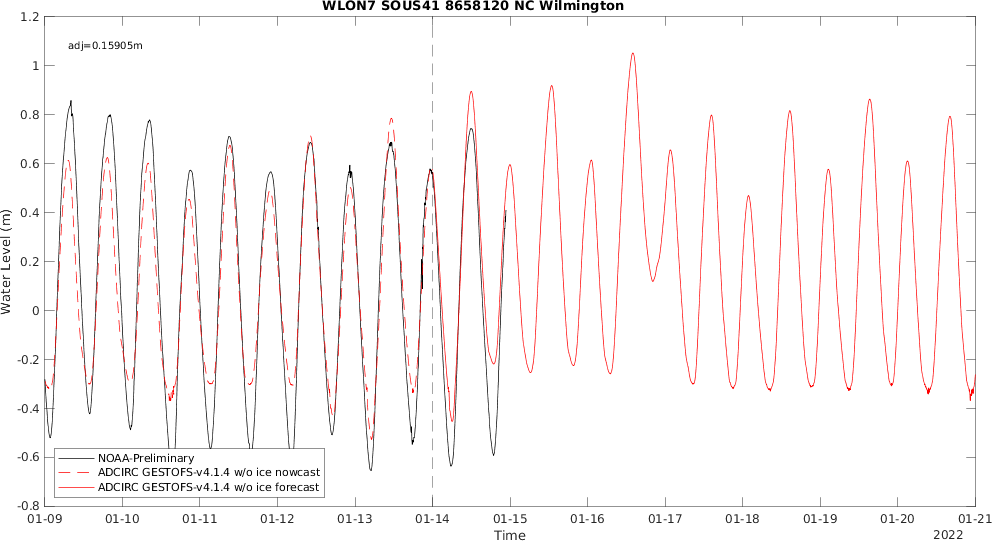 WLON7 SOUS41 8658120 NC Wilmington
1.2
adj=0.15905m
1
0.8
0.6
0.4
0.2
0
-0.2
-0.4
-0.6
-0.8
Water Level (m)
NOAA-Preliminary
ADCIRC GESTOFS-v4.1.4 w/o ice nowcast
ADCIRC GESTOFS-v4.1.4 w/o ice forecast
01-09 01-10 01-11 01-12 01-13 01-14 01-15 01-16 01-17 01-18 01-19 01-20 01-21
Time
2022